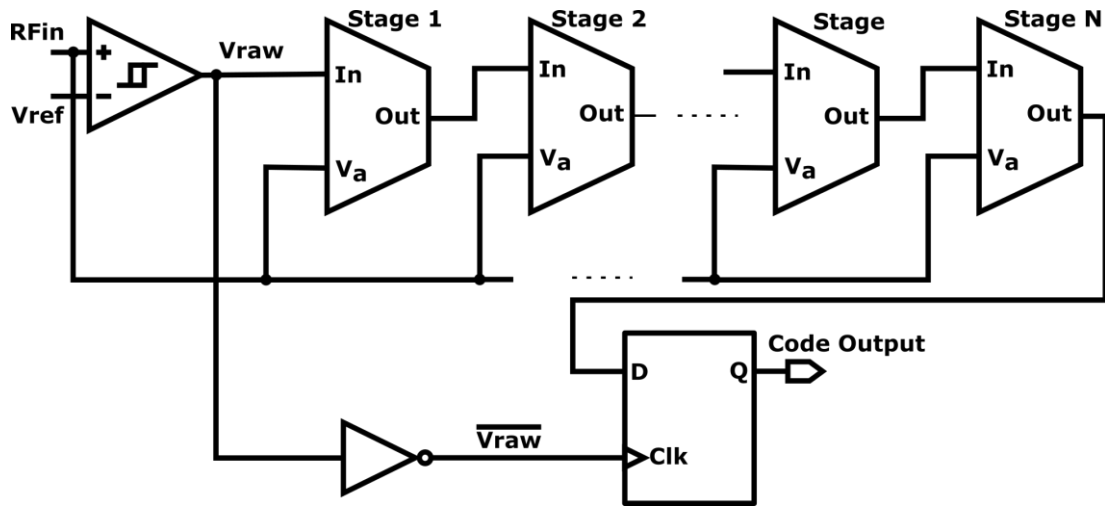 Stage 1
Stage 2
Stage
Stage N
RFin
+
Vraw
In
In
In
In
Vref
-
Out
Out
Out
Out
Va
Va
Va
Va
Code Output
D
Q
Vraw
Clk